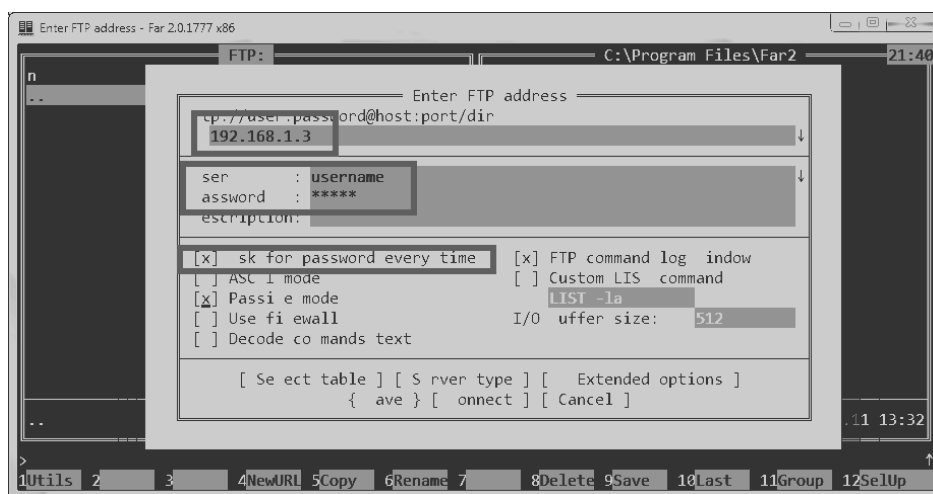 Enter FTP address - Far 2.0.1777 x86
FTP: C:\Program Files\Far2 21:40
n
..
Enter FTP address
tp://user:password@host:port/dir
192.168.1.3 ↓
ser : username ↓
assword : *****
escription:
[x] sk for password every time [x] FTP command log indow
[ ] ASC I mode [ ] Custom LIS command
[x] Passi e mode LIST -la
[ ] Use fi ewall I/O uffer size: 512
[ ] Decode co mands text
[ Se ect table ] [ S rver type ] [ Extended options ]
{ ave } [ onnect ] [ Cancel ]
.. .11 13:32
> ↑
1Utils 2 3 4NewURL 5Copy 6Rename 7 8Delete 9Save 10Last 11Group 12SelUp